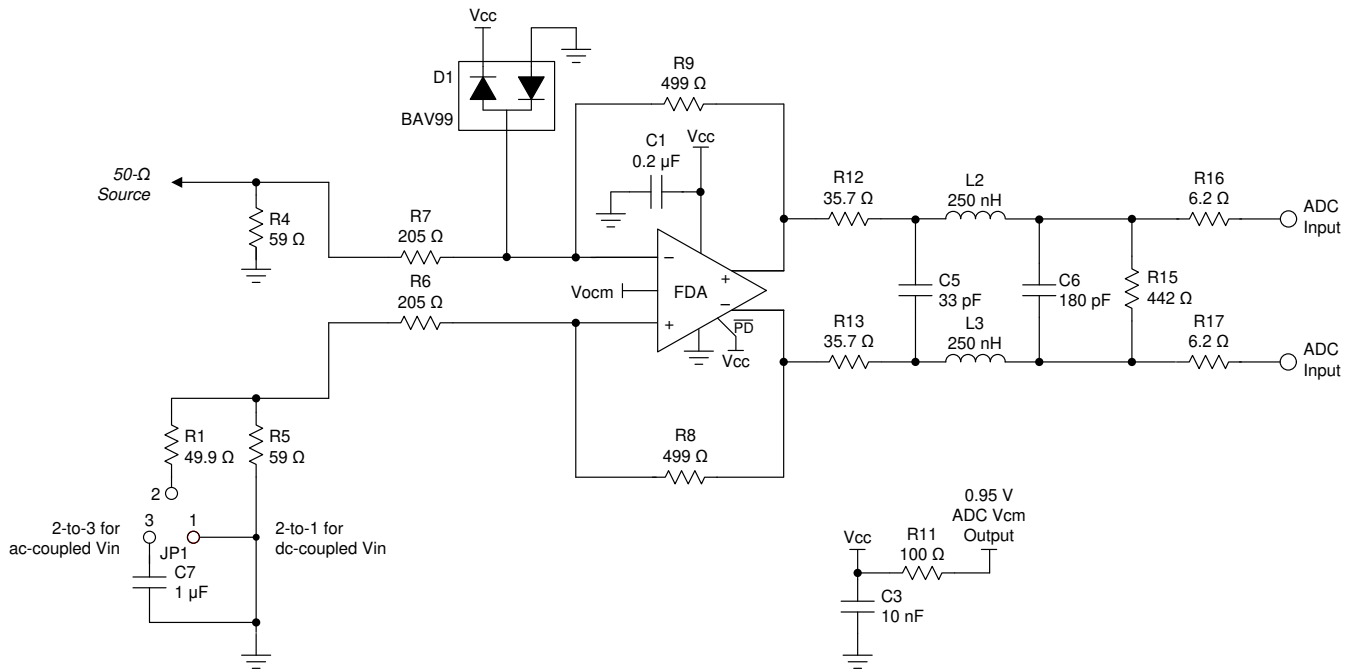 Vcc
D1
BAV99
R9
499 Ω
C1
0.2 µF
Vcc
50-Ω
Source
R4
59 Ω
R7
205 Ω
R6
205 Ω
Vocm
−
+
FDA
+
−
PD
Vcc
R12
35.7 Ω
L2
250 nH
R16
6.2 Ω
ADC
Input
C5
33 pF
C6
180 pF
R15
442 Ω
R13
35.7 Ω
L3
250 nH
R17
6.2 Ω
ADC
Input
R1
49.9 Ω
R5
59 Ω
R8
499 Ω
2
3
1
2-to-3 for
ac-coupled Vin
JP1
2-to-1 for
dc-coupled Vin
C7
1 µF
0.95 V
ADC Vcm
Output
Vcc
R11
100 Ω
C3
10 nF